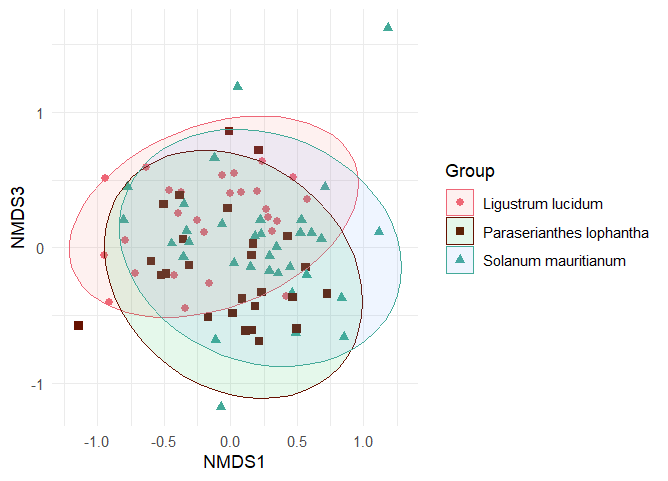 1
0
-1
NMDS3
-1.0 -0.5 0.0 0.5 1.0
NMDS1
Group
Ligustrum lucidum
Paraserianthes lophantha
Solanum mauritianum